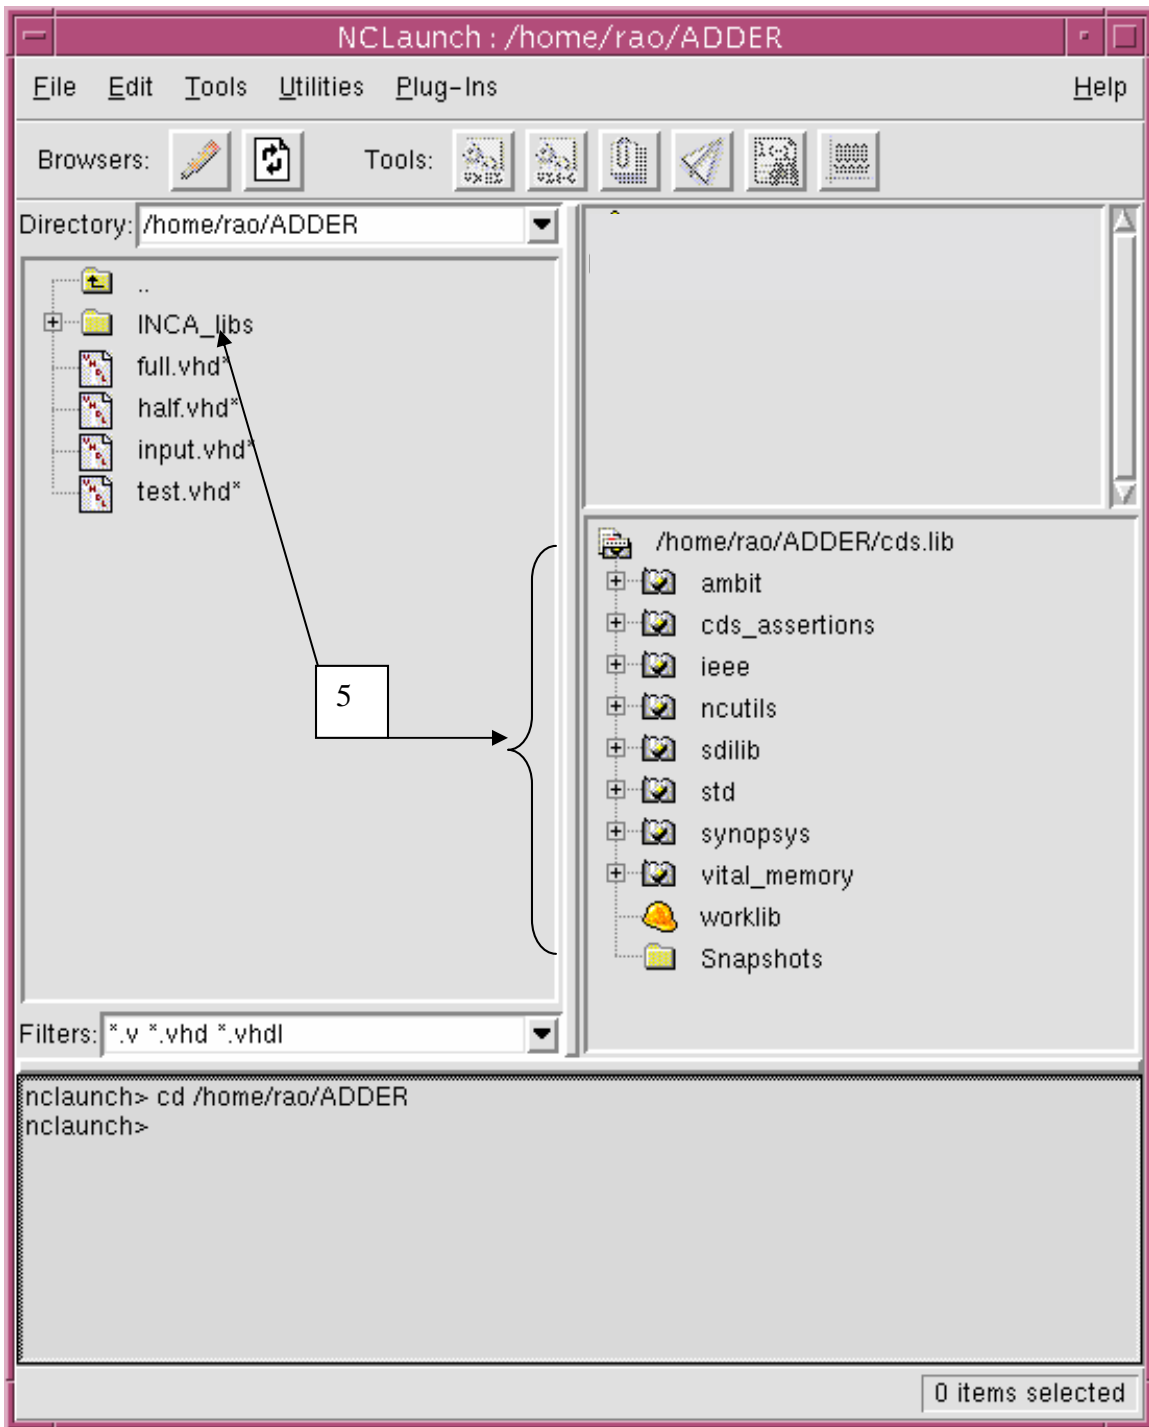 NCLaunch : /home/rao/ADDER
File Edit Tools Utilities Plug-Ins Help
Browsers: Tools:
Directory: /home/rao/ADDER
..
INCA_libs
full.vhd*
half.vhd*
input.vhd*
test.vhd*
5
Filters: *.v *.vhd *.vhdl
/home/rao/ADDER/cds.lib
ambit
cds_assertions
ieee
ncutils
sdilib
std
synopsys
vital_memory
worklib
Snapshots
nclaunch> cd /home/rao/ADDER
nclaunch>
0 items selected